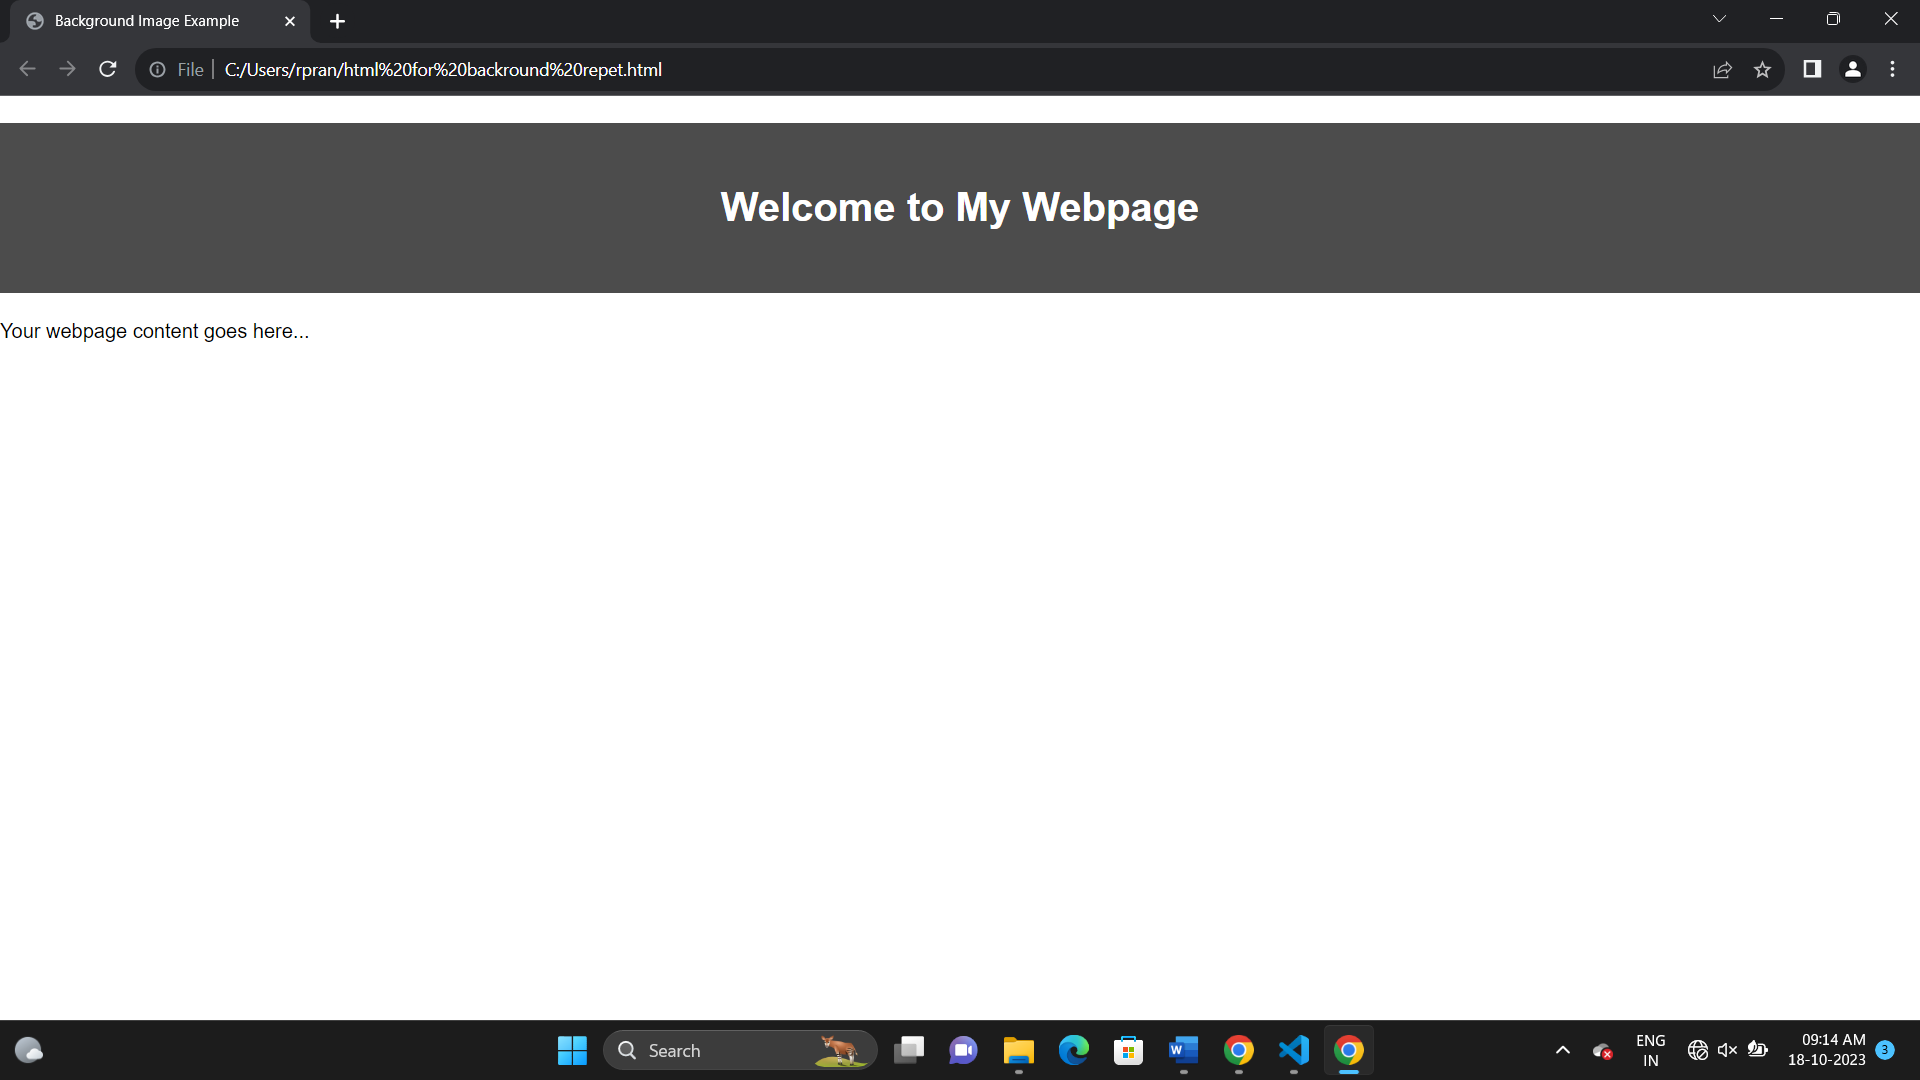 Background Image Example
File
C:/Users/rpran/html%20for%20backround%20repet.html
Welcome to My Webpage
Your webpage content goes here...
Search
W
ENG
IN
09:14 AM
18-10-2023
3